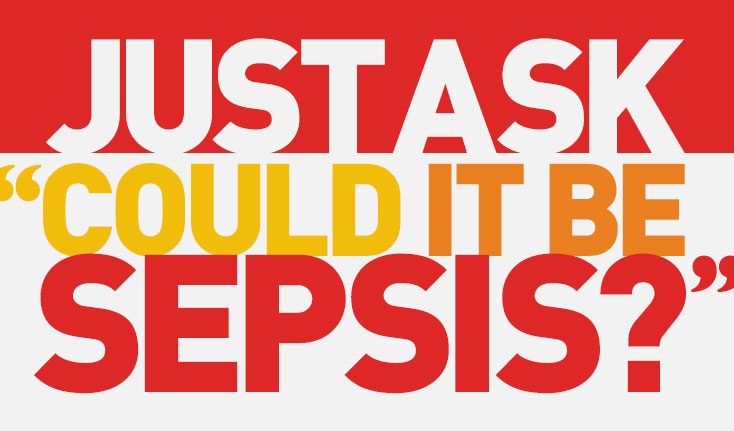 JUST ASK
“COULD IT BE
SEPSIS?”